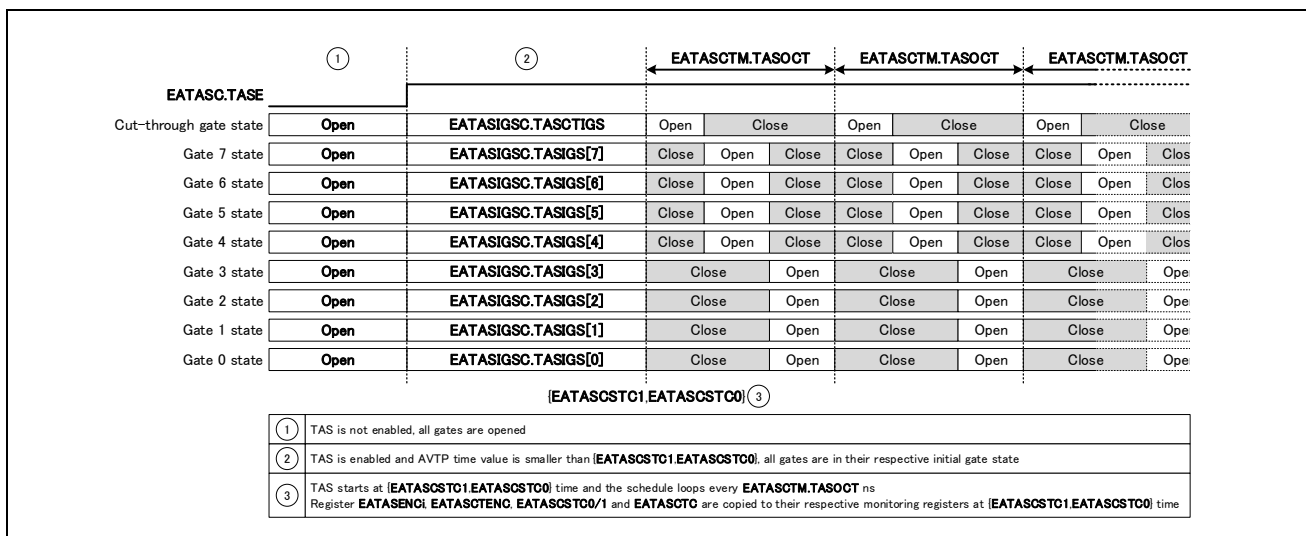 ① ② EATASCTM.TASOCT EATASCTM.TASOCT EATASCTM.TASOCT
EATASC.TASE
Cut-through gate state Open EATASIGSC.TASCTIGS Open Close Open Close Open Close
Gate 7 state Open EATASIGSC.TASIGS[7] Close Open Close Close Open Close Close Open Clos
Gate 6 state Open EATASIGSC.TASIGS[6] Close Open Close Close Open Close Close Open Clos
Gate 5 state Open EATASIGSC.TASIGS[5] Close Open Close Close Open Close Close Open Clos
Gate 4 state Open EATASIGSC.TASIGS[4] Close Open Close Close Open Close Close Open Clos
Gate 3 state Open EATASIGSC.TASIGS[3] Close Open Close Open Close Ope
Gate 2 state Open EATASIGSC.TASIGS[2] Close Open Close Open Close Ope
Gate 1 state Open EATASIGSC.TASIGS[1] Close Open Close Open Close Ope
Gate 0 state Open EATASIGSC.TASIGS[0] Close Open Close Open Close Ope
{EATASCSTC1,EATASCSTC0} ③
① TAS is not enabled, all gates are opened
② TAS is enabled and AVTP time value is smaller than {EATASCSTC1,EATASCSTC0}, all gates are in their respective initial gate state
③ TAS starts at {EATASCSTC1,EATASCSTC0} time and the schedule loops every EATASCTM.TASOCT ns
Register EATASENCi, EATASCTENC, EATASCSTC0/1 and EATASCTC are copied to their respective monitoring registers at {EATASCSTC1,EATASCSTC0} time